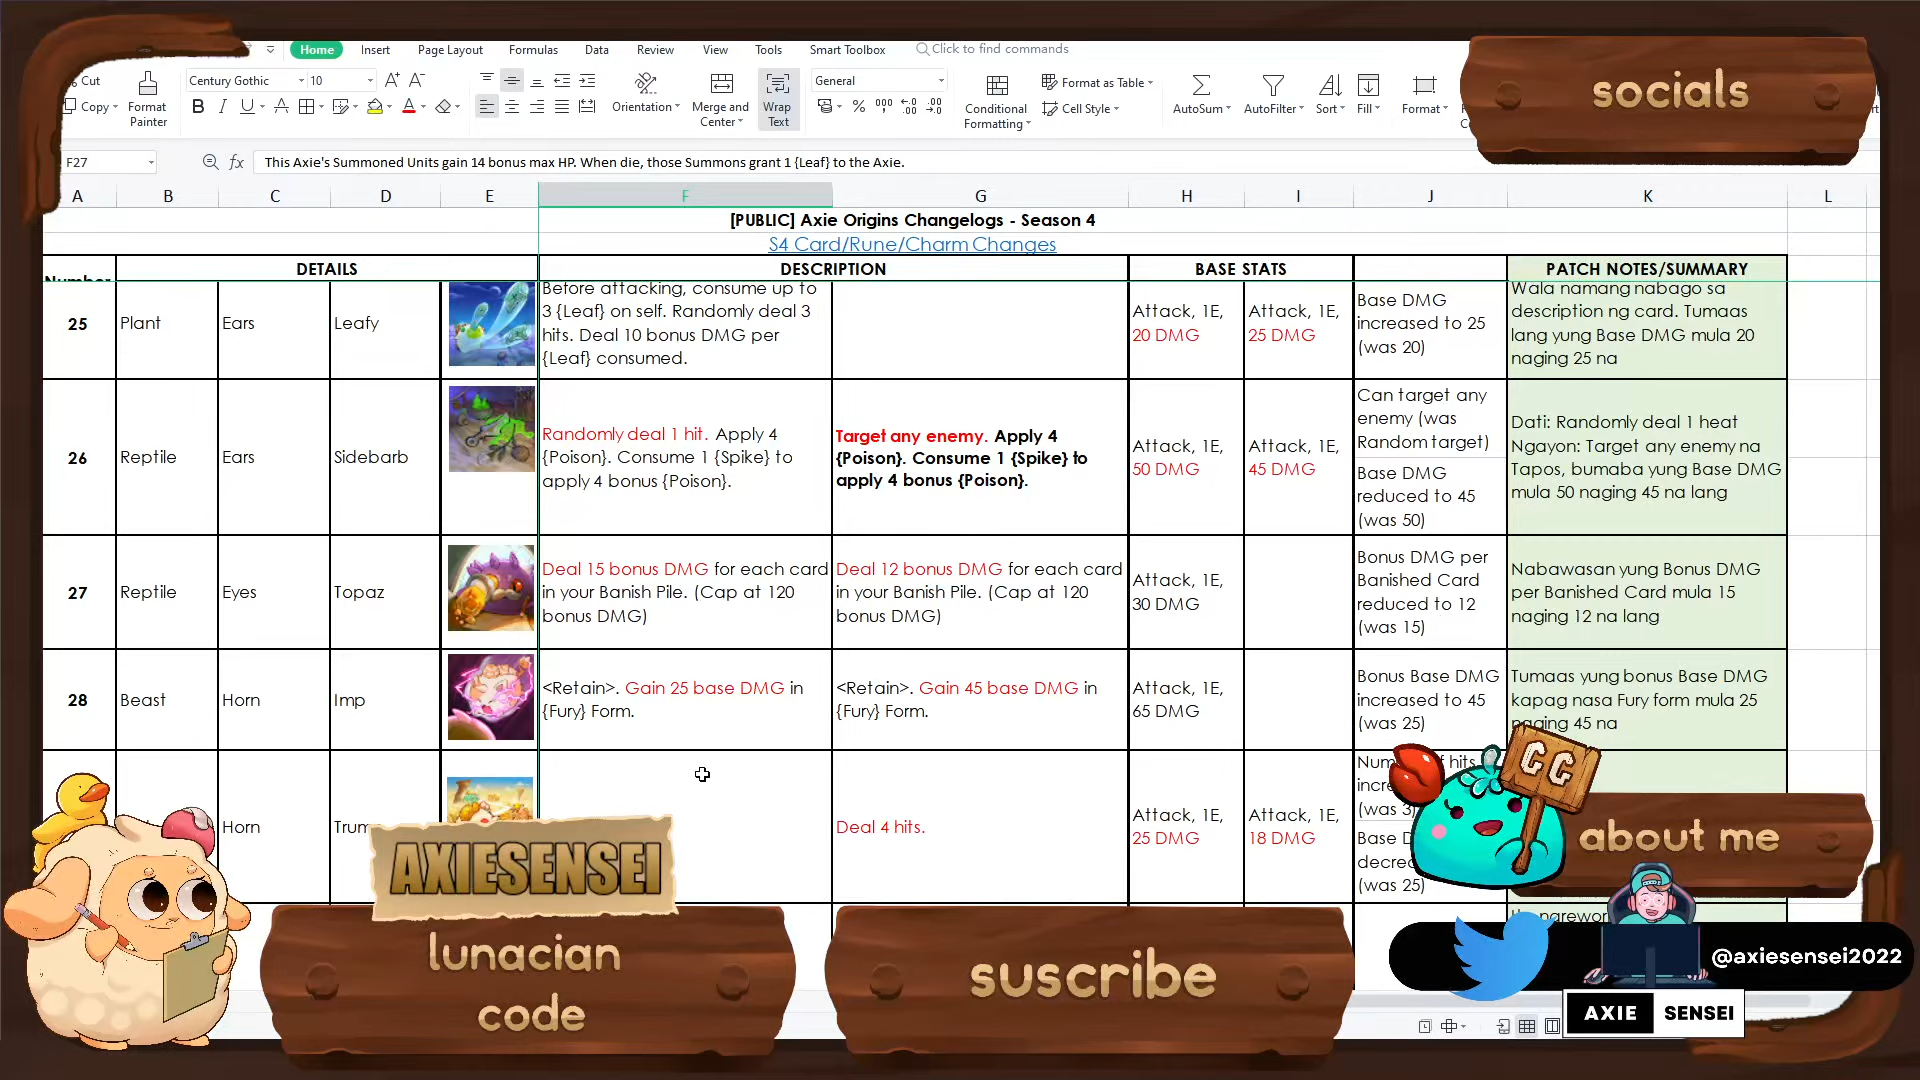 Home Insert Page Layout Formulas Data Review View Tools Smart Toolbox Click to find commands
Cut
Copy
Format Painter
Century Gothic 10
Orientation
Merge and Center
Wrap Text
General
Conditional Formatting
Format as Table
Cell Style
AutoSum
AutoFilter
Sort
Fill
Format
socials
F27 fx This Axie's Summoned Units gain 14 bonus max HP. When die, those Summons grant 1 {Leaf} to the Axie.
A B C D E F G H I J K L
[PUBLIC] Axie Origins Changelogs - Season 4
S4 Card/Rune/Charm Changes
Number DETAILS DESCRIPTION BASE STATS PATCH NOTES/SUMMARY
25 Plant Ears Leafy
Before attacking, consume up to
3 {Leaf} on self. Randomly deal 3
hits. Deal 10 bonus DMG per
{Leaf} consumed.
Attack, 1E,
20 DMG
Attack, 1E,
25 DMG
Base DMG
increased to 25
(was 20)
Wala namang nabago sa
description ng card. Tumaas
lang yung Base DMG mula 20
naging 25 na
26 Reptile Ears Sidebarb
Randomly deal 1 hit. Apply 4
{Poison}. Consume 1 {Spike} to
apply 4 bonus {Poison}.
Target any enemy. Apply 4
{Poison}. Consume 1 {Spike} to
apply 4 bonus {Poison}.
Attack, 1E,
50 DMG
Attack, 1E,
45 DMG
Can target any
enemy (was
Random target)
Base DMG
reduced to 45
(was 50)
Dati: Randomly deal 1 heat
Ngayon: Target any enemy na
Tapos, bumaba yung Base DMG
mula 50 naging 45 na lang
27 Reptile Eyes Topaz
Deal 15 bonus DMG for each card
in your Banish Pile. (Cap at 120
bonus DMG)
Deal 12 bonus DMG for each card
in your Banish Pile. (Cap at 120
bonus DMG)
Attack, 1E,
30 DMG
Bonus DMG per
Banished Card
reduced to 12
(was 15)
Nabawasan yung Bonus DMG
per Banished Card mula 15
naging 12 na lang
28 Beast Horn Imp
<Retain>. Gain 25 base DMG in
{Fury} Form.
<Retain>. Gain 45 base DMG in
{Fury} Form.
Attack, 1E,
65 DMG
Bonus Base DMG
increased to 45
(was 25)
Tumaas yung bonus Base DMG
kapag nasa Fury form mula 25
naging 45 na
Horn
Deal 4 hits.
Attack, 1E,
25 DMG
Attack, 1E,
18 DMG
hits
(was 3)
Base
(was 25)
CC
AXIESENSEI
lunacian
code
suscribe
about me
@axiesensei2022
AXIE SENSEI